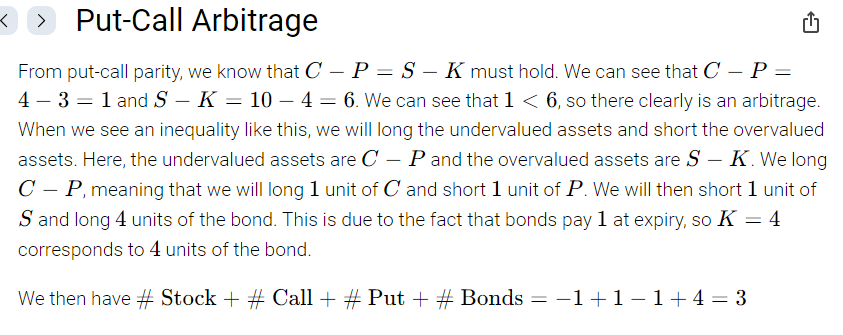 < > Put-Call Arbitrage
From put-call parity, we know that C − P = S − K must hold. We can see that C − P =
4 − 3 = 1 and S − K = 10 − 4 = 6. We can see that 1 < 6, so there clearly is an arbitrage.
When we see an inequality like this, we will long the undervalued assets and short the overvalued
assets. Here, the undervalued assets are C − P and the overvalued assets are S − K. We long
C − P, meaning that we will long 1 unit of C and short 1 unit of P. We will then short 1 unit of
S and long 4 units of the bond. This is due to the fact that bonds pay 1 at expiry, so K = 4
corresponds to 4 units of the bond.
We then have # Stock + # Call + # Put + # Bonds = −1 + 1 − 1 + 4 = 3